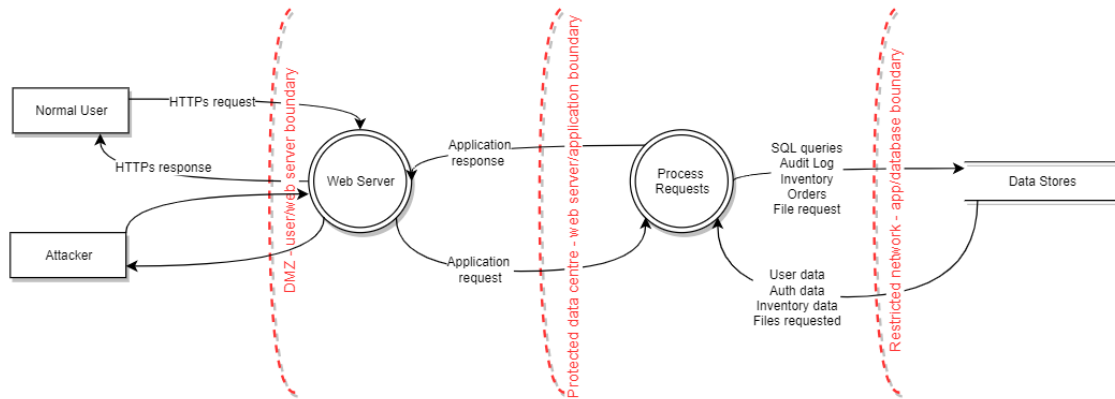 Normal User
HTTPs request
HTTPs response
Attacker
DMZ - user/web server boundary
Web Server
Application
response
Application
request
Protected data centre - web server/application boundary
Process
Requests
SQL queries
Audit Log
Inventory
Orders
File request
User data
Auth data
Inventory data
Files requested
Restricted network - app/database boundary
Data Stores